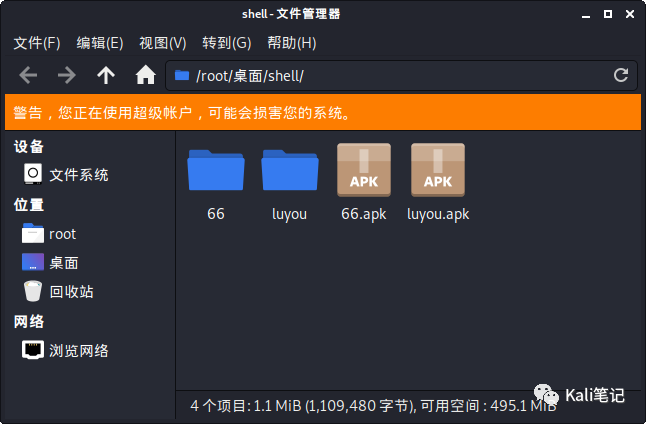 shell - 文件管理器
文件(F) 编辑(E) 视图(V) 转到(G) 帮助(H)
/root/桌面/shell/
警告，您正在使用超级帐户，可能会损害您的系统。
设备
文件系统
位置
root
桌面
回收站
网络
浏览网络
APK APK
66 luyou 66.apk luyou.apk
4 个项目: 1.1 MiB (1,109,480 字节), 可用空间 : 495.1 MiB
Kali笔记